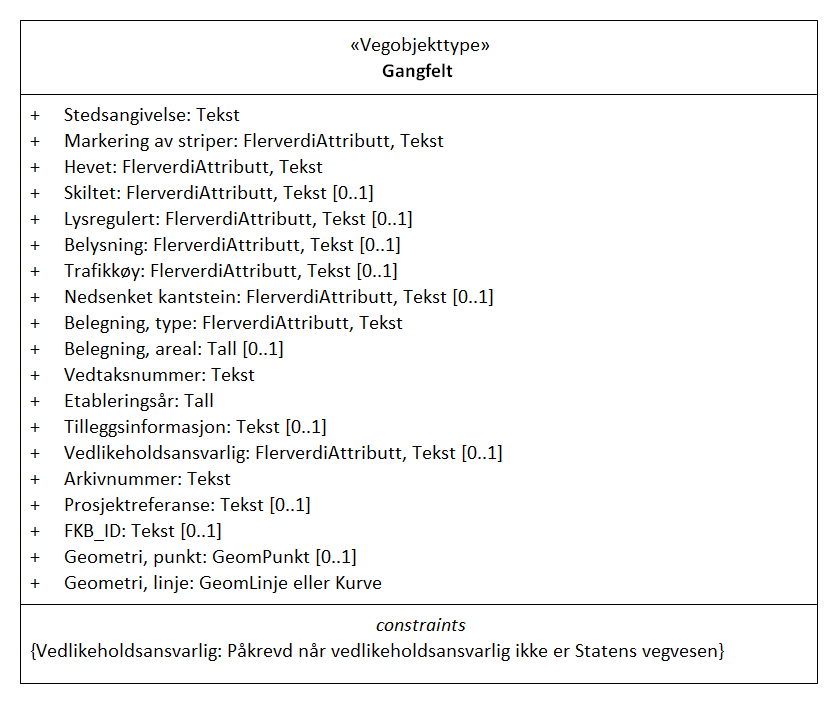 «Vegobjekttype»
Gangfelt
+ Stedsangivelse: Tekst
+ Markering av striper: FlerverdiAttributt, Tekst
+ Hevet: FlerverdiAttributt, Tekst
+ Skiltet: FlerverdiAttributt, Tekst [0..1]
+ Lysregulert: FlerverdiAttributt, Tekst [0..1]
+ Belysning: FlerverdiAttributt, Tekst [0..1]
+ Trafikkøy: FlerverdiAttributt, Tekst [0..1]
+ Nedsenket kantstein: FlerverdiAttributt, Tekst [0..1]
+ Belegning, type: FlerverdiAttributt, Tekst
+ Belegning, areal: Tall [0..1]
+ Vedtaksnummer: Tekst
+ Etableringsår: Tall
+ Tilleggsinformasjon: Tekst [0..1]
+ Vedlikeholdsansvarlig: FlerverdiAttributt, Tekst [0..1]
+ Arkivnummer: Tekst
+ Prosjektreferanse: Tekst [0..1]
+ FKB_ID: Tekst [0..1]
+ Geometri, punkt: GeomPunkt [0..1]
+ Geometri, linje: GeomLinje eller Kurve
constraints
{Vedlikeholdsansvarlig: Påkrevd når vedlikeholdsansvarlig ikke er Statens vegvesen}